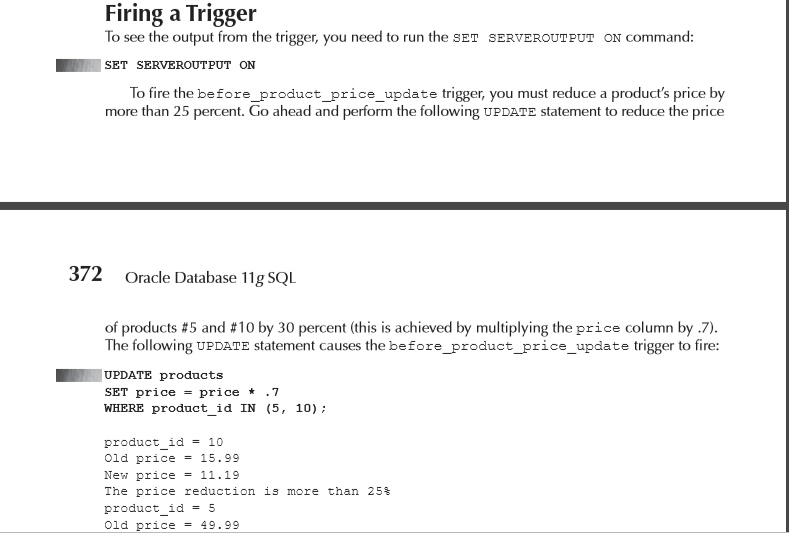 Firing a Trigger
To see the output from the trigger, you need to run the SET SERVEROUTPUT ON command:
SET SERVEROUTPUT ON
To fire the before_product_price_update trigger, you must reduce a product's price by
more than 25 percent. Go ahead and perform the following UPDATE statement to reduce the price
372 Oracle Database 11g SQL
of products #5 and #10 by 30 percent (this is achieved by multiplying the price column by .7).
The following UPDATE statement causes the before_product_price_update trigger to fire:
UPDATE products
SET price = price * .7
WHERE product_id IN (5, 10);
product_id = 10
Old price = 15.99
New price = 11.19
The price reduction is more than 25%
product_id = 5
Old price = 49.99